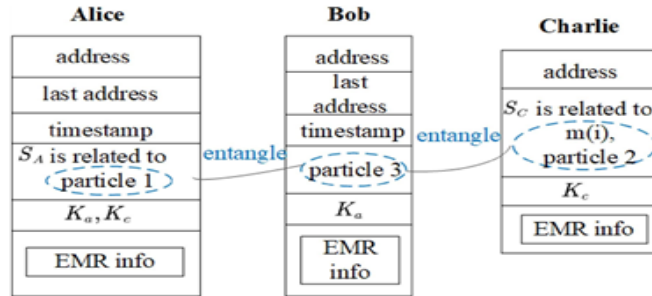 Alice
address
last address
timestamp
S_A is related to
particle 1
K_a, K_c
EMR info
entangle
Bob
address
last
address
timestamp
particle 3
K_a
EMR
info
entangle
Charlie
address
S_C is related to
m(i),
particle 2
K_c
EMR info